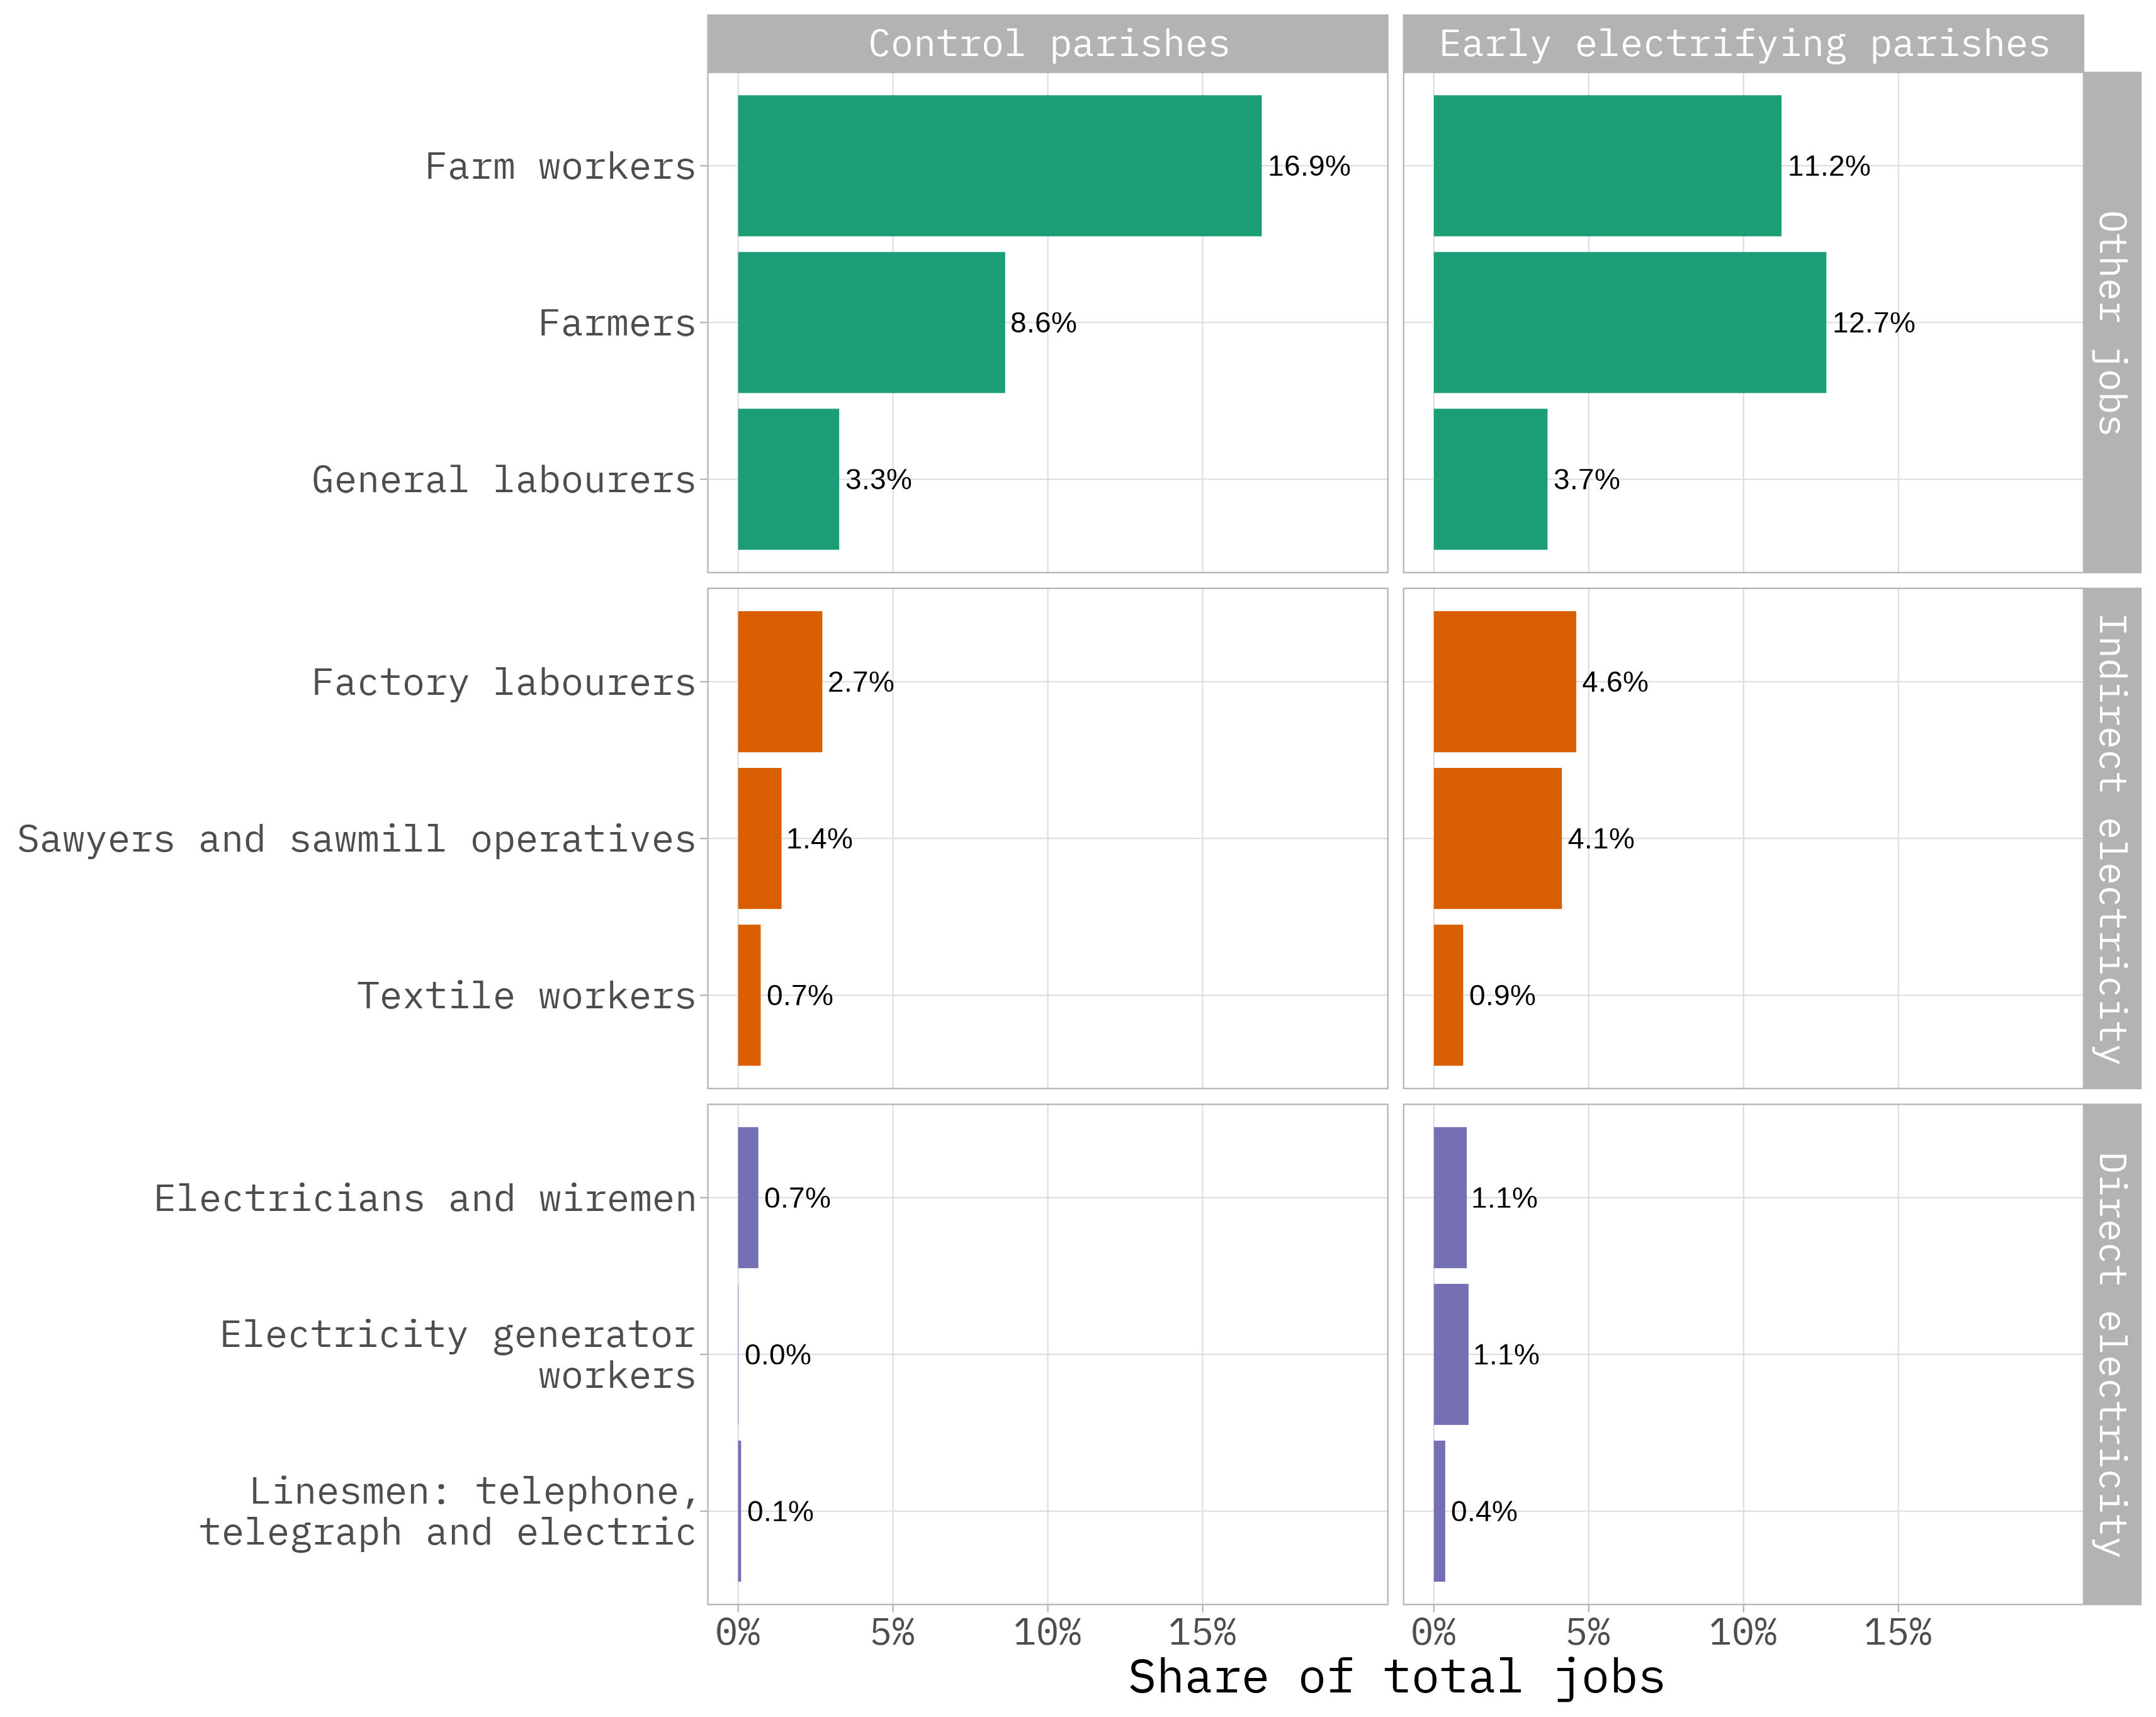 Control parishes
Early electrifying parishes
Farm workers
16.9%
11.2%
Farmers
8.6%
12.7%
General labourers
3.3%
3.7%
Other jobs
Factory labourers
2.7%
4.6%
Sawyers and sawmill operatives
1.4%
4.1%
Textile workers
0.7%
0.9%
Indirect electricity
Electricians and wiremen
0.7%
1.1%
Electricity generator
workers
0.0%
1.1%
Linesmen: telephone,
telegraph and electric
0.1%
0.4%
Direct electricity
0% 5% 10% 15%
0% 5% 10% 15%
Share of total jobs